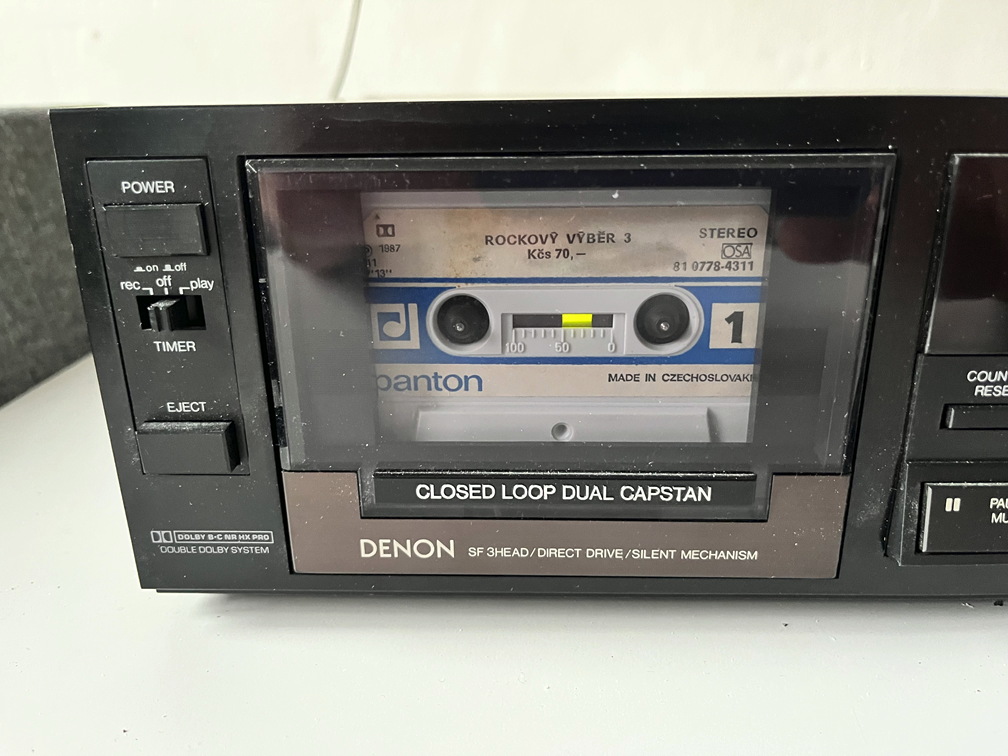 POWER
on off
rec off play
TIMER
EJECT
DOLBY B-C NR HX PRO
DOUBLE DOLBY SYSTEM
1987
ROCKOVÝ VÝBĚR 3
Kčs 70,—
STEREO
OSA
81 0778-4311
1
100 50 0
panton
MADE IN CZECHOSLOVAKI
CLOSED LOOP DUAL CAPSTAN
DENON SF 3HEAD/DIRECT DRIVE/SILENT MECHANISM
COUN
RESE
PAU
MU